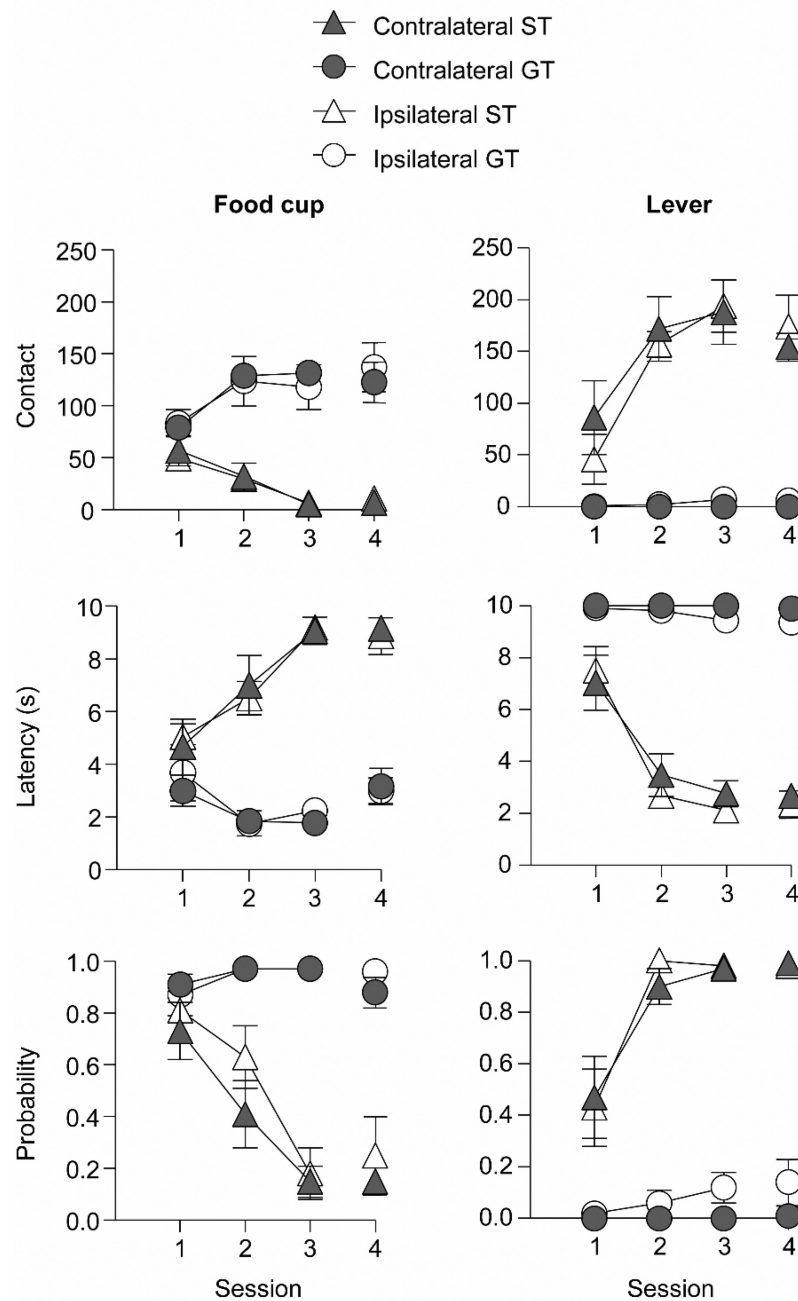 Contralateral ST
Contralateral GT
Ipsilateral ST
Ipsilateral GT
Food cup
Lever
Contact
250
200
150
100
50
0
1 2 3 4
250
200
150
100
50
0
1 2 3 4
Latency (s)
10
8
6
4
2
0
1 2 3 4
10
8
6
4
2
0
1 2 3 4
Probability
1.0
0.8
0.6
0.4
0.2
0.0
1 2 3 4
Session
1.0
0.8
0.6
0.4
0.2
0.0
1 2 3 4
Session